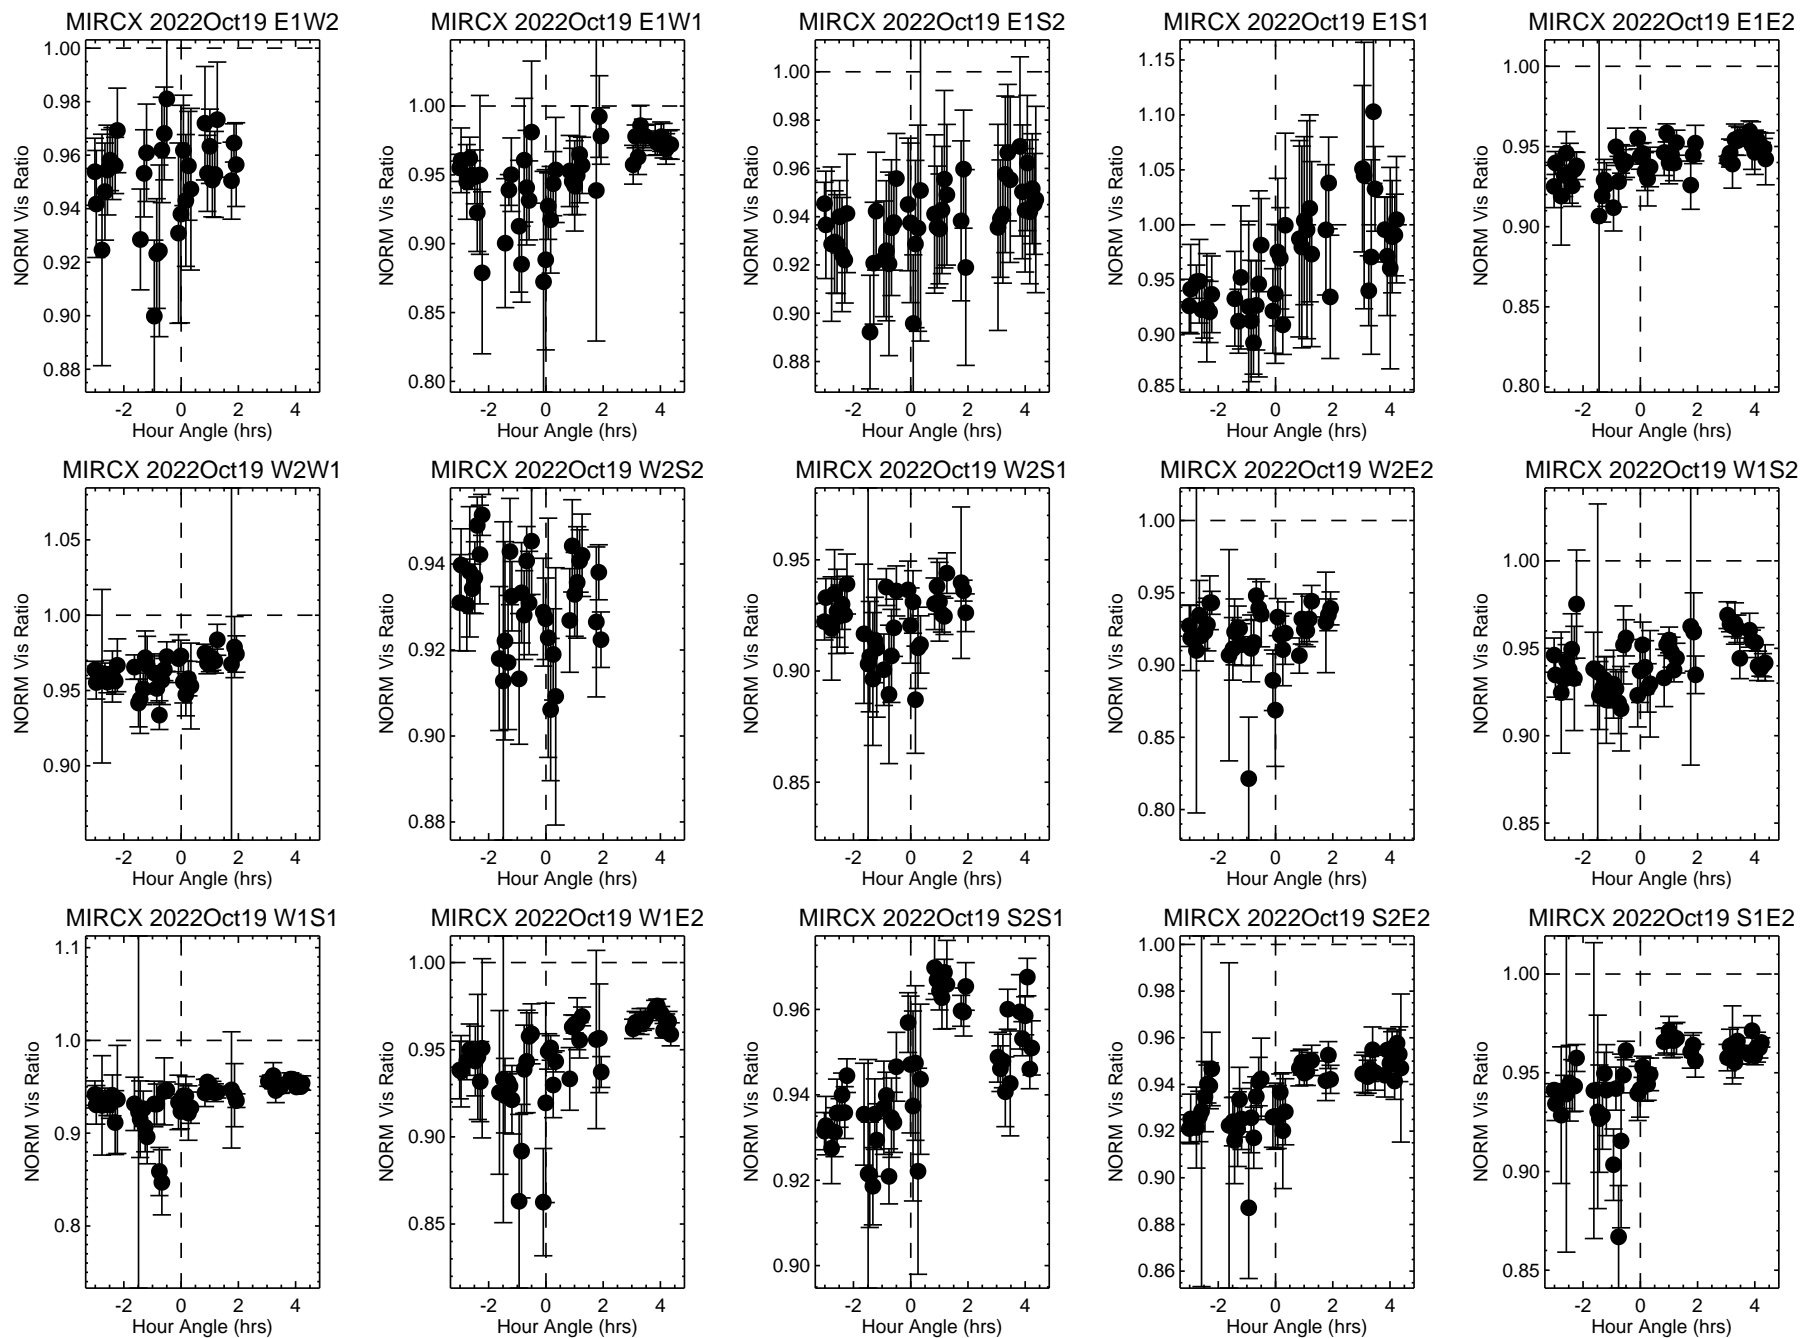 MIRCX 2022Oct19 E1W2
1.00
0.98
0.96
0.94
0.92
0.90
0.88
NORM Vis Ratio
-2 0 2 4
Hour Angle (hrs)
MIRCX 2022Oct19 E1W1
1.00
0.95
0.90
0.85
0.80
NORM Vis Ratio
-2 0 2 4
Hour Angle (hrs)
MIRCX 2022Oct19 E1S2
1.00
0.98
0.96
0.94
0.92
0.90
0.88
NORM Vis Ratio
-2 0 2 4
Hour Angle (hrs)
MIRCX 2022Oct19 E1S1
1.15
1.10
1.05
1.00
0.95
0.90
0.85
NORM Vis Ratio
-2 0 2 4
Hour Angle (hrs)
MIRCX 2022Oct19 E1E2
1.00
0.95
0.90
0.85
0.80
NORM Vis Ratio
-2 0 2 4
Hour Angle (hrs)
MIRCX 2022Oct19 W2W1
1.05
1.00
0.95
0.90
NORM Vis Ratio
-2 0 2 4
Hour Angle (hrs)
MIRCX 2022Oct19 W2S2
0.94
0.92
0.90
0.88
NORM Vis Ratio
-2 0 2 4
Hour Angle (hrs)
MIRCX 2022Oct19 W2S1
0.95
0.90
0.85
NORM Vis Ratio
-2 0 2 4
Hour Angle (hrs)
MIRCX 2022Oct19 W2E2
1.00
0.95
0.90
0.85
0.80
NORM Vis Ratio
-2 0 2 4
Hour Angle (hrs)
MIRCX 2022Oct19 W1S2
1.00
0.95
0.90
0.85
NORM Vis Ratio
-2 0 2 4
Hour Angle (hrs)
MIRCX 2022Oct19 W1S1
1.1
1.0
0.9
0.8
NORM Vis Ratio
-2 0 2 4
Hour Angle (hrs)
MIRCX 2022Oct19 W1E2
1.00
0.95
0.90
0.85
NORM Vis Ratio
-2 0 2 4
Hour Angle (hrs)
MIRCX 2022Oct19 S2S1
0.96
0.94
0.92
0.90
NORM Vis Ratio
-2 0 2 4
Hour Angle (hrs)
MIRCX 2022Oct19 S2E2
1.00
0.98
0.96
0.94
0.92
0.90
0.88
0.86
NORM Vis Ratio
-2 0 2 4
Hour Angle (hrs)
MIRCX 2022Oct19 S1E2
1.00
0.95
0.90
0.85
NORM Vis Ratio
-2 0 2 4
Hour Angle (hrs)